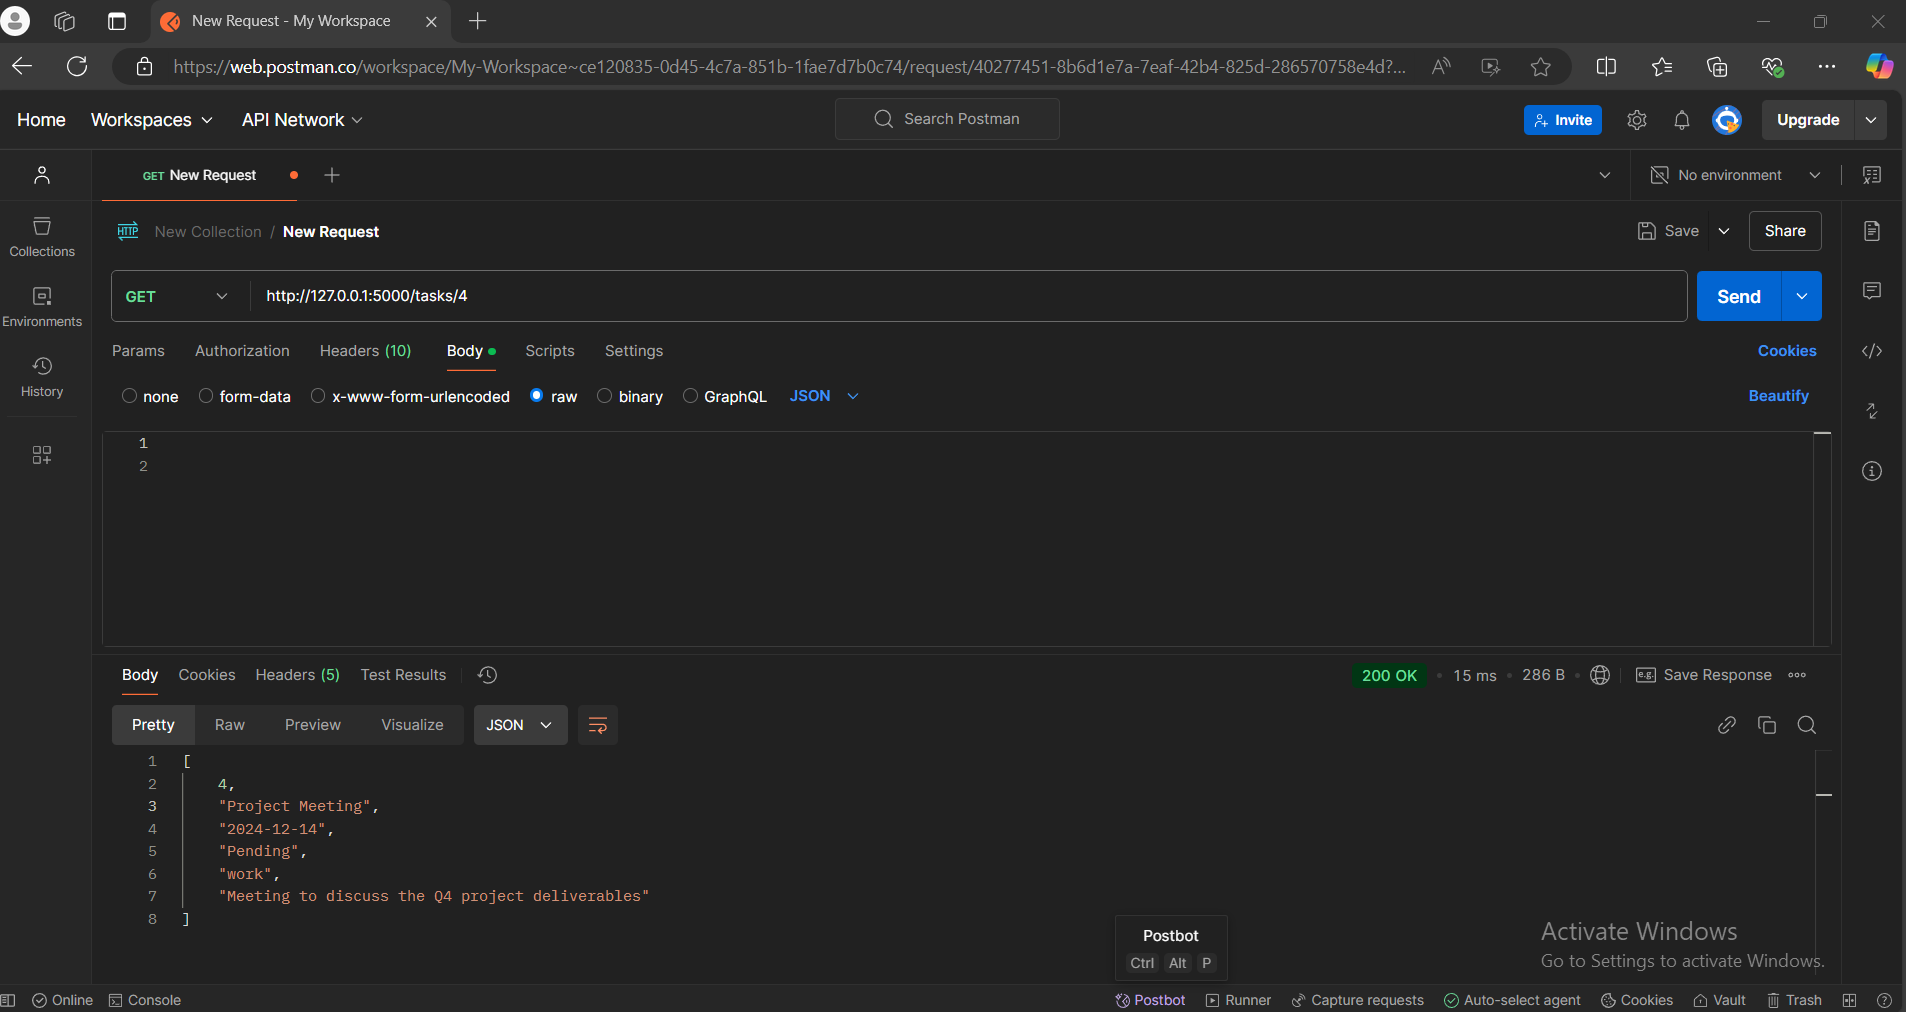 New Request - My Workspace
https://web.postman.co/workspace/My-Workspace~ce120835-0d45-4c7a-851b-1fae7d7b0c74/request/40277451-8b6d1e7a-7eaf-42b4-825d-286570758e4d?...
Home Workspaces API Network Search Postman Invite Upgrade
GET New Request No environment
HTTP New Collection / New Request Save Share
Collections
GET http://127.0.0.1:5000/tasks/4 Send
Environments
Params Authorization Headers (10) Body Scripts Settings Cookies
History
none form-data x-www-form-urlencoded raw binary GraphQL JSON Beautify
1
2
Body Cookies Headers (5) Test Results 200 OK 15 ms 286 B e.g. Save Response
Pretty Raw Preview Visualize JSON
1 [
2 4,
3 "Project Meeting",
4 "2024-12-14",
5 "Pending",
6 "work",
7 "Meeting to discuss the Q4 project deliverables"
8 ]
Postbot
Ctrl Alt P
Activate Windows
Go to Settings to activate Windows.
Online Console Postbot Runner Capture requests Auto-select agent Cookies Vault Trash